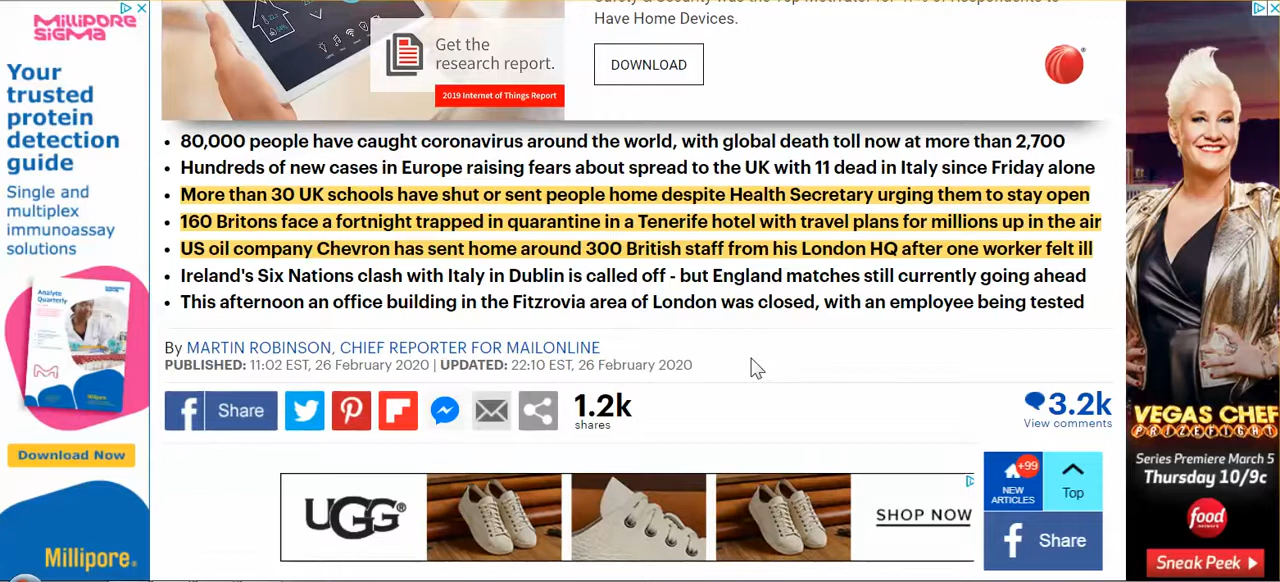 MILLIPORE
SIGMA
Your
trusted
protein
detection
guide
Single and
multiplex
immunoassay
solutions
Analyte
Quarterly
Download Now
Millipore.
Get the
research report.
2019 Internet of Things Report
Have Home Devices.
DOWNLOAD
• 80,000 people have caught coronavirus around the world, with global death toll now at more than 2,700
• Hundreds of new cases in Europe raising fears about spread to the UK with 11 dead in Italy since Friday alone
• More than 30 UK schools have shut or sent people home despite Health Secretary urging them to stay open
• 160 Britons face a fortnight trapped in quarantine in a Tenerife hotel with travel plans for millions up in the air
• US oil company Chevron has sent home around 300 British staff from his London HQ after one worker felt ill
• Ireland's Six Nations clash with Italy in Dublin is called off - but England matches still currently going ahead
• This afternoon an office building in the Fitzrovia area of London was closed, with an employee being tested
By MARTIN ROBINSON, CHIEF REPORTER FOR MAILONLINE
PUBLISHED: 11:02 EST, 26 February 2020 | UPDATED: 22:10 EST, 26 February 2020
Share
1.2k
shares
3.2k
View comments
UGG®
SHOP NOW
+99
NEW
ARTICLES
Top
Share
VEGAS CHEF
PRIZEFIGHT
Series Premiere March 5
Thursday 10/9c
food
network
Sneak Peek